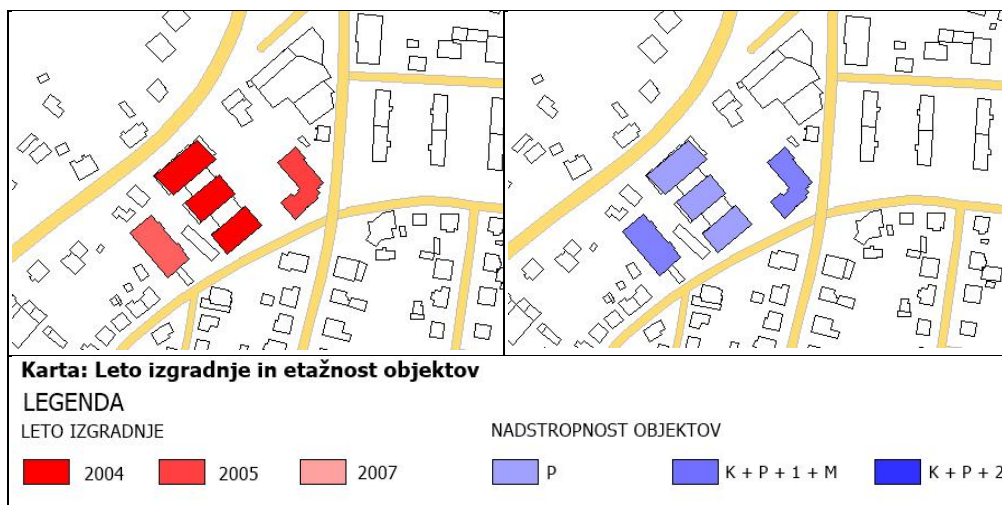 Karta: Leto izgradnje in etažnost objektov
LEGENDA
LETO IZGRADNJE
2004 2005 2007
NADSTROPNOST OBJEKTOV
P K + P + 1 + M K + P + 2